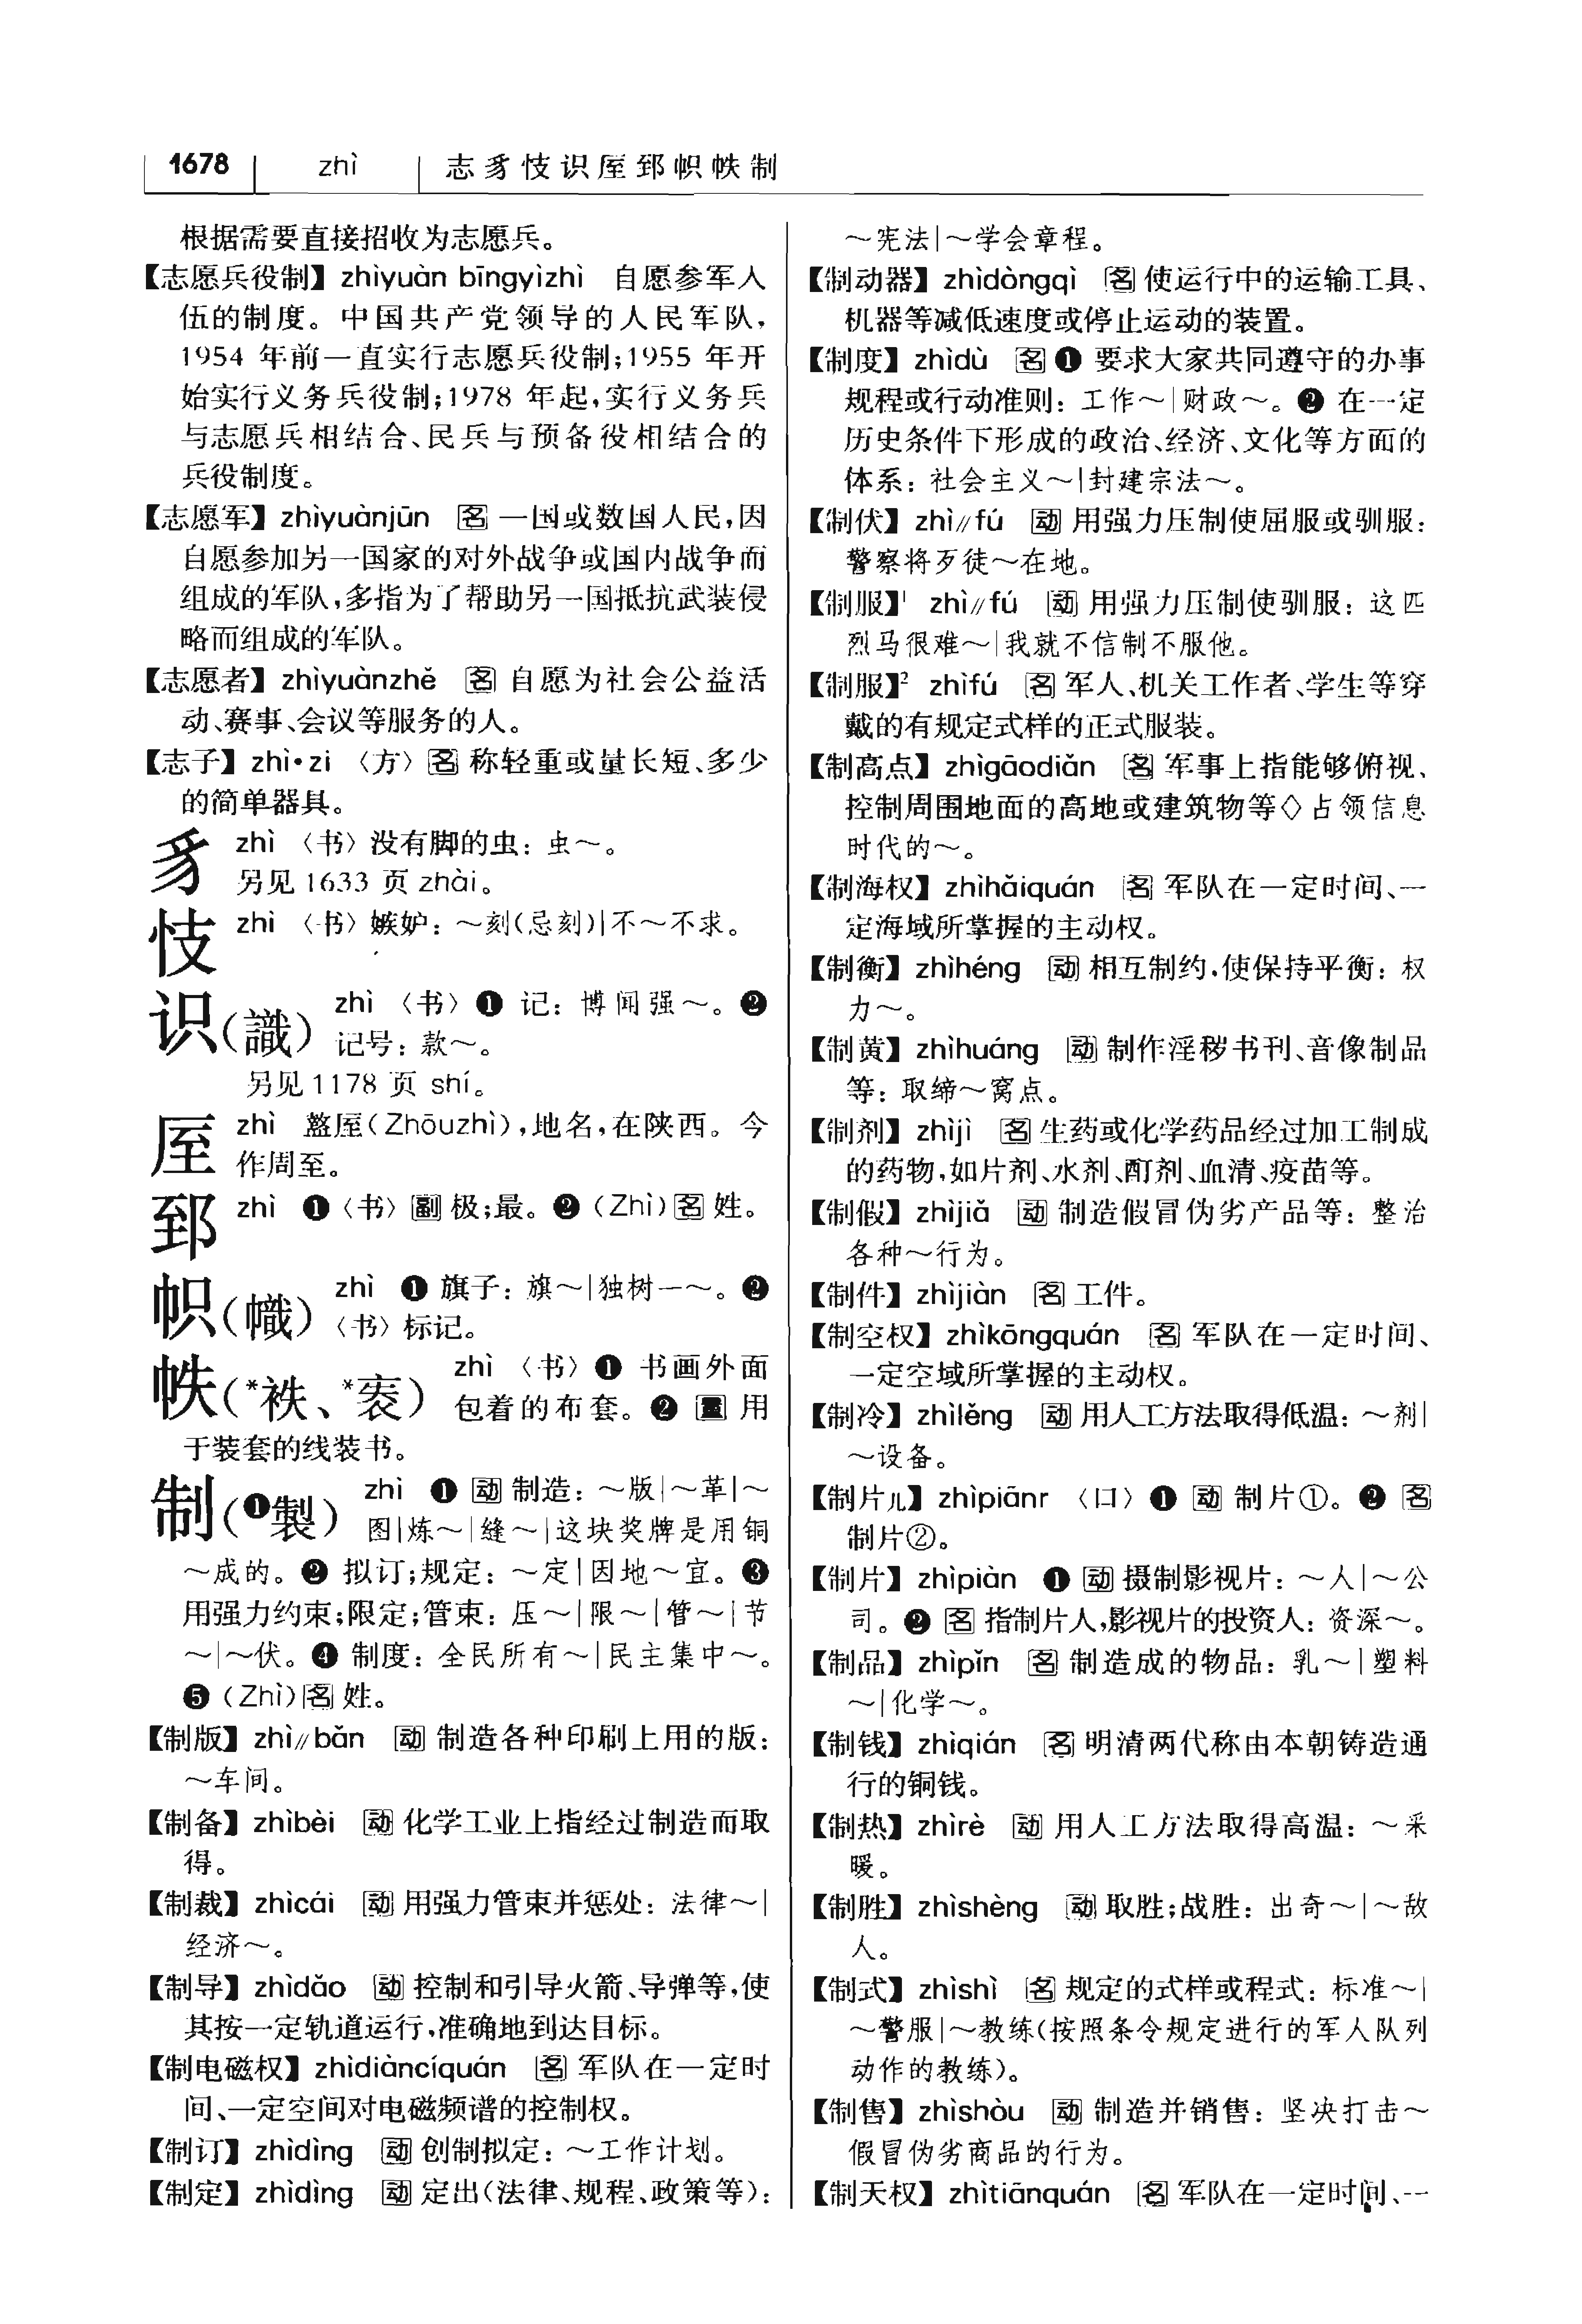 1678 zhì 志豸忮识厔郅帜帙制
根据需要直接招收为志愿兵。
【志愿兵役制】 zhìyuàn bīngyìzhì 自愿参军入
伍的制度。中国共产党领导的人民军队，
1954 年前一直实行志愿兵役制；1955 年开
始实行义务兵役制；1978 年起，实行义务兵
与志愿兵相结合、民兵与预备役相结合的
兵役制度。
【志愿军】 zhìyuànjūn 名 一国或数国人民，因
自愿参加另一国家的对外战争或国内战争而
组成的军队，多指为了帮助另一国抵抗武装侵
略而组成的军队。
【志愿者】 zhìyuànzhě 名 自愿为社会公益活
动、赛事、会议等服务的人。
【志子】 zhì•zi 〈方〉名 称轻重或量长短、多少
的简单器具。
豸 zhì 〈书〉没有脚的虫：虫～。
另见 1633 页 zhài。
忮 zhì 〈书〉嫉妒：～刻(忌刻)|不～不求。
识(識) zhì 〈书〉❶ 记：博闻强～。❷
记号：款～。
另见 1178 页 shí。
厔 zhì 盩厔(Zhōuzhì)，地名，在陕西。今
作周至。
郅 zhì ❶〈书〉副 极；最。❷ (Zhì)名 姓。
帜(幟) zhì ❶ 旗子：旗～|独树一～。❷
〈书〉标记。
帙(*袟、*袠) zhì 〈书〉❶ 书画外面
包着的布套。❷ 量 用
于装套的线装书。
制(❶製) zhì ❶ 动 制造：～版|～革|～
图|炼～|缝～|这块奖牌是用铜
～成的。❷ 拟订；规定：～定|因地～宜。❸
用强力约束；限定；管束：压～|限～|管～|节
～|～伏。❹ 制度：全民所有～|民主集中～。
❺ (Zhì)名 姓。
【制版】 zhì//bǎn 动 制造各种印刷上用的版：
～车间。
【制备】 zhìbèi 动 化学工业上指经过制造而取
得。
【制裁】 zhìcái 动 用强力管束并惩处：法律～|
经济～。
【制导】 zhìdǎo 动 控制和引导火箭、导弹等，使
其按一定轨道运行，准确地到达目标。
【制电磁权】 zhìdiàncíquán 名 军队在一定时
间、一定空间对电磁频谱的控制权。
【制订】 zhìdìng 动 创制拟定：～工作计划。
【制定】 zhìdìng 动 定出(法律、规程、政策等)：
～宪法|～学会章程。
【制动器】 zhìdòngqì 名 使运行中的运输工具、
机器等减低速度或停止运动的装置。
【制度】 zhìdù 名 ❶ 要求大家共同遵守的办事
规程或行动准则：工作～|财政～。❷ 在一定
历史条件下形成的政治、经济、文化等方面的
体系：社会主义～|封建宗法～。
【制伏】 zhì//fú 动 用强力压制使屈服或驯服：
警察将歹徒～在地。
【制服】¹ zhì//fú 动 用强力压制使驯服：这匹
烈马很难～|我就不信制不服他。
【制服】² zhìfú 名 军人、机关工作者、学生等穿
戴的有规定式样的正式服装。
【制高点】 zhìgāodiǎn 名 军事上指能够俯视、
控制周围地面的高地或建筑物等◇占领信息
时代的～。
【制海权】 zhìhǎiquán 名 军队在一定时间、一
定海域所掌握的主动权。
【制衡】 zhìhéng 动 相互制约，使保持平衡：权
力～。
【制黄】 zhìhuáng 动 制作淫秽书刊、音像制品
等：取缔～窝点。
【制剂】 zhìjì 名 生药或化学药品经过加工制成
的药物，如片剂、水剂、酊剂、血清、疫苗等。
【制假】 zhìjiǎ 动 制造假冒伪劣产品等：整治
各种～行为。
【制件】 zhìjiàn 名 工件。
【制空权】 zhìkōngquán 名 军队在一定时间、
一定空域所掌握的主动权。
【制冷】 zhìlěng 动 用人工方法取得低温：～剂|
～设备。
【制片儿】 zhìpiānr 〈口〉❶ 动 制片①。❷ 名
制片②。
【制片】 zhìpiàn ❶ 动 摄制影视片：～人|～公
司。❷ 名 指制片人，影视片的投资人：资深～。
【制品】 zhìpǐn 名 制造成的物品：乳～|塑料
～|化学～。
【制钱】 zhìqián 名 明清两代称由本朝铸造通
行的铜钱。
【制热】 zhìrè 动 用人工方法取得高温：～采
暖。
【制胜】 zhìshèng 动 取胜；战胜：出奇～|～敌
人。
【制式】 zhìshì 名 规定的式样或程式：标准～|
～警服|～教练(按照条令规定进行的军人队列
动作的教练)。
【制售】 zhìshòu 动 制造并销售：坚决打击～
假冒伪劣商品的行为。
【制天权】 zhìtiānquán 名 军队在一定时间、一